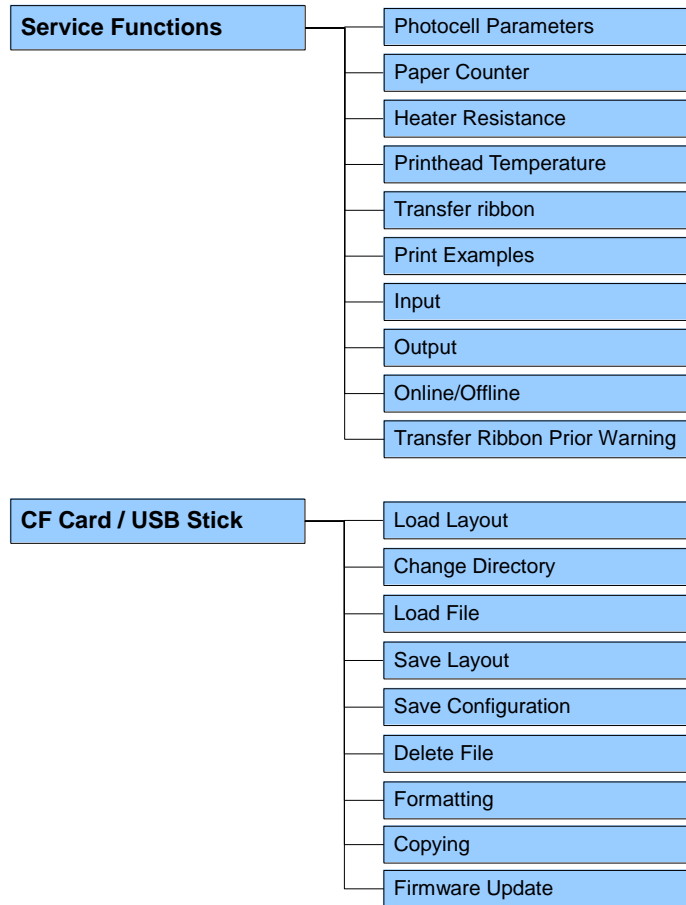 Service Functions
Photocell Parameters
Paper Counter
Heater Resistance
Printhead Temperature
Transfer ribbon
Print Examples
Input
Output
Online/Offline
Transfer Ribbon Prior Warning
CF Card / USB Stick
Load Layout
Change Directory
Load File
Save Layout
Save Configuration
Delete File
Formatting
Copying
Firmware Update